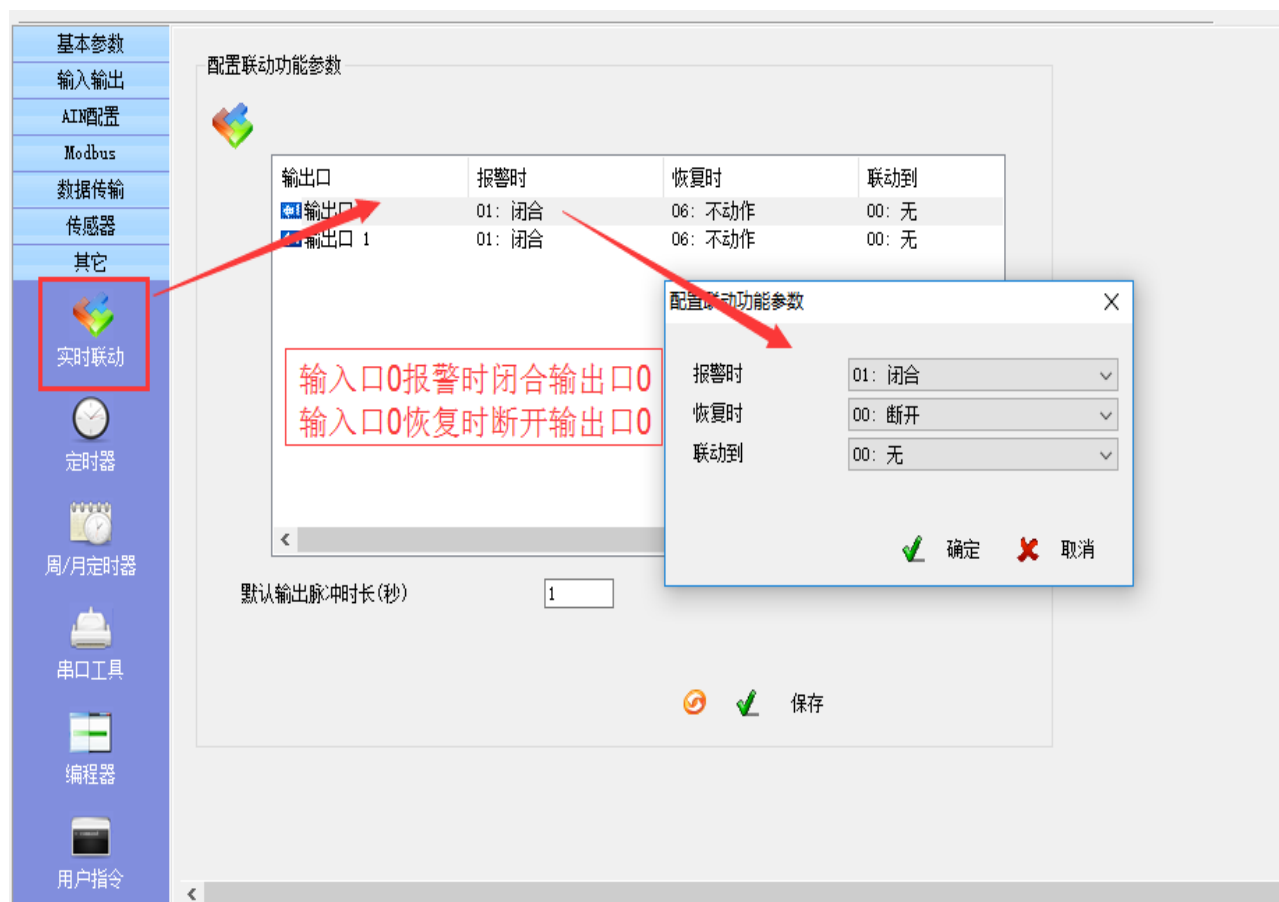 基本参数
输入输出
AIN配置
Modbus
数据传输
传感器
其它
实时联动
定时器
周/月定时器
串口工具
编程器
用户指令
配置联动功能参数
输出口 报警时 恢复时 联动到
输出口 01: 闭合 06: 不动作 00: 无
输出口 1 01: 闭合 06: 不动作 00: 无
输入口0报警时闭合输出口0
输入口0恢复时断开输出口0
配置联动功能参数
报警时 01: 闭合
恢复时 00: 断开
联动到 00: 无
确定 取消
默认输出脉冲时长(秒) 1
保存